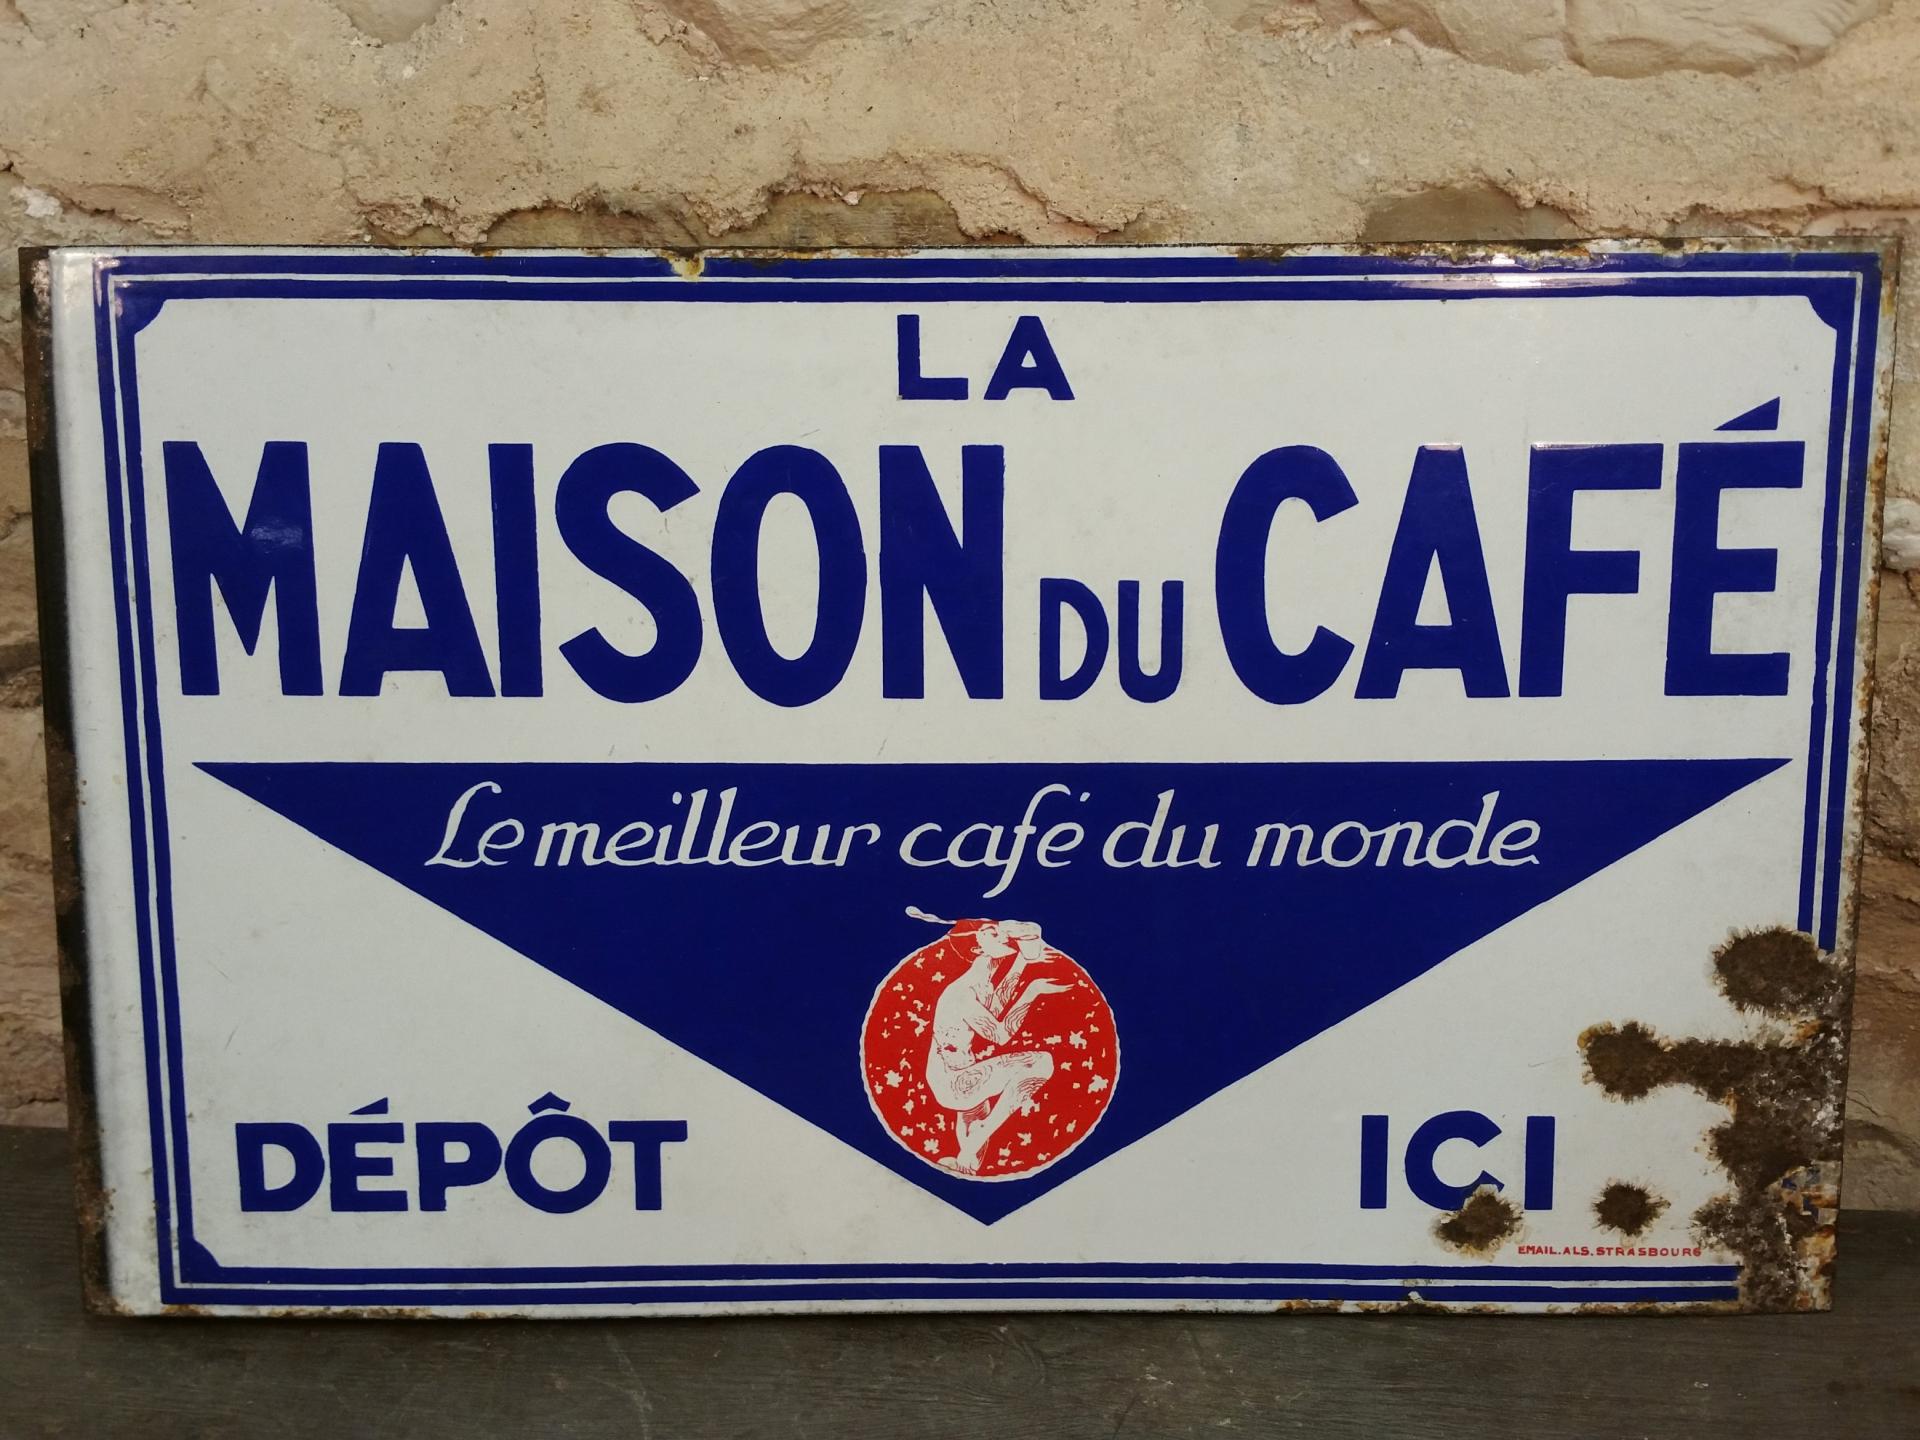 LA
MAISON DU CAFÉ
Le meilleur café du monde
DÉPÔT ICI
EMAIL.ALS.STRASBOURG